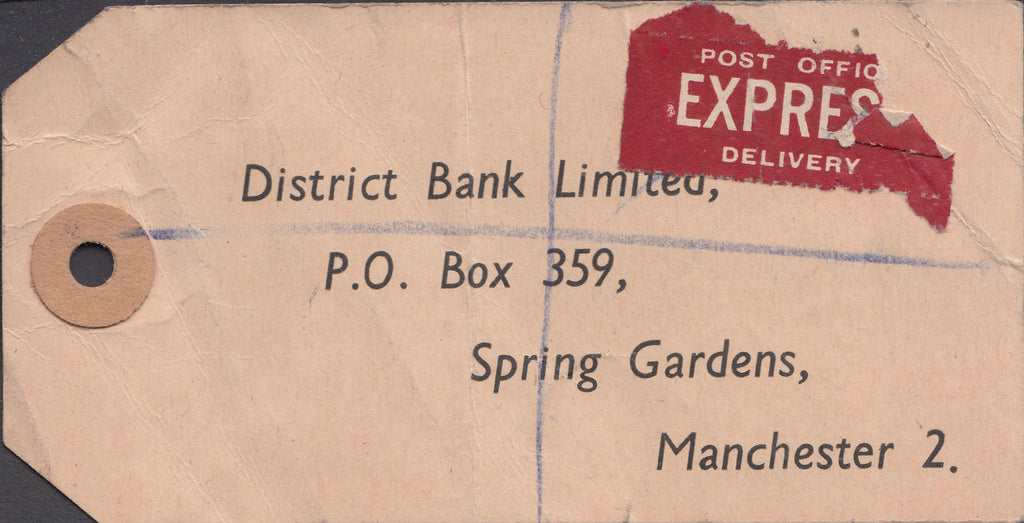 POST OFFIC
EXPRES
DELIVERY
District Bank Limited,
P.O. Box 359,
Spring Gardens,
Manchester 2.